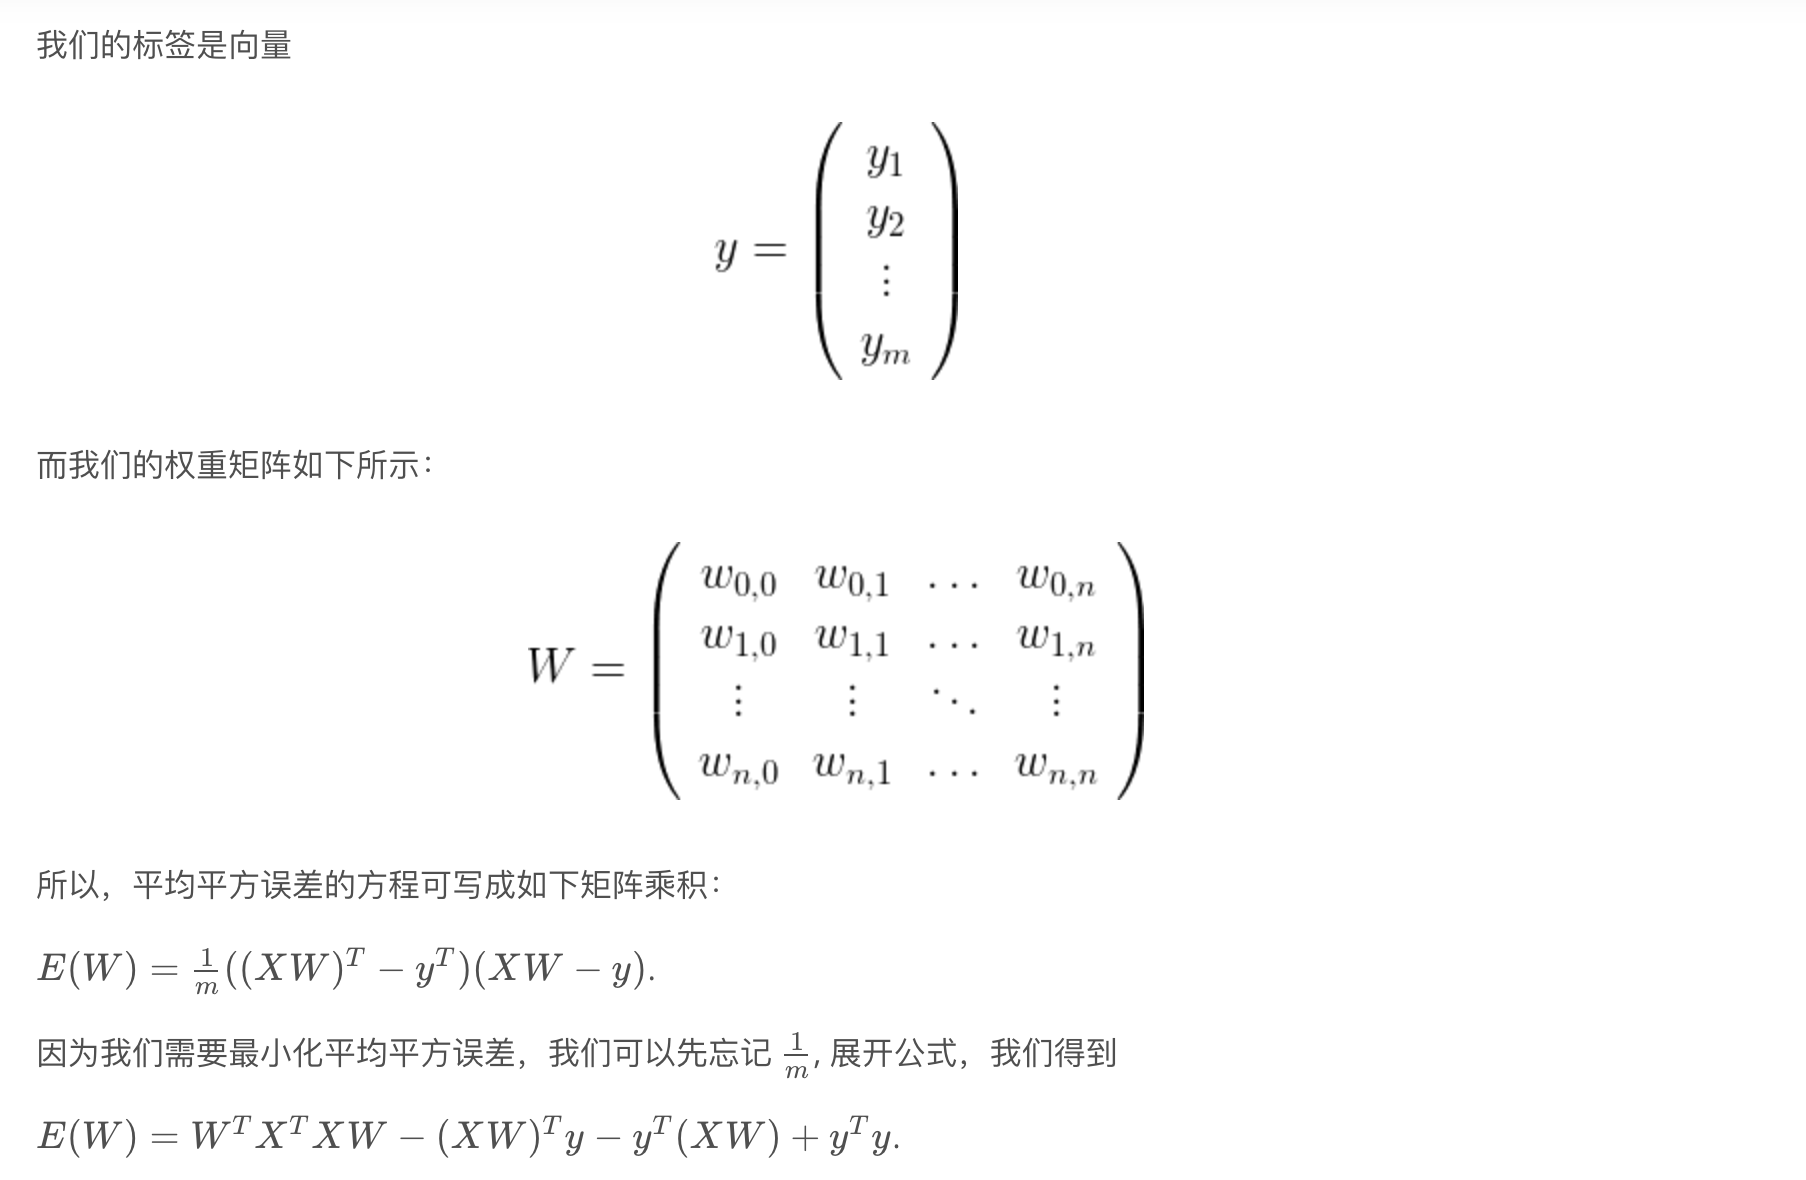 我们的标签是向量
y = \begin{pmatrix} y_1 \\ y_2 \\ \vdots \\ y_m \end{pmatrix}
而我们的权重矩阵如下所示：
W = \begin{pmatrix} w_{0,0} & w_{0,1} & \dots & w_{0,n} \\ w_{1,0} & w_{1,1} & \dots & w_{1,n} \\ \vdots & \vdots & \ddots & \vdots \\ w_{n,0} & w_{n,1} & \dots & w_{n,n} \end{pmatrix}
所以，平均平方误差的方程可写成如下矩阵乘积：
E(W) = \frac{1}{m}((XW)^T - y^T)(XW - y).
因为我们需要最小化平均平方误差，我们可以先忘记 \frac{1}{m}, 展开公式，我们得到
E(W) = W^T X^T XW - (XW)^T y - y^T (XW) + y^T y.